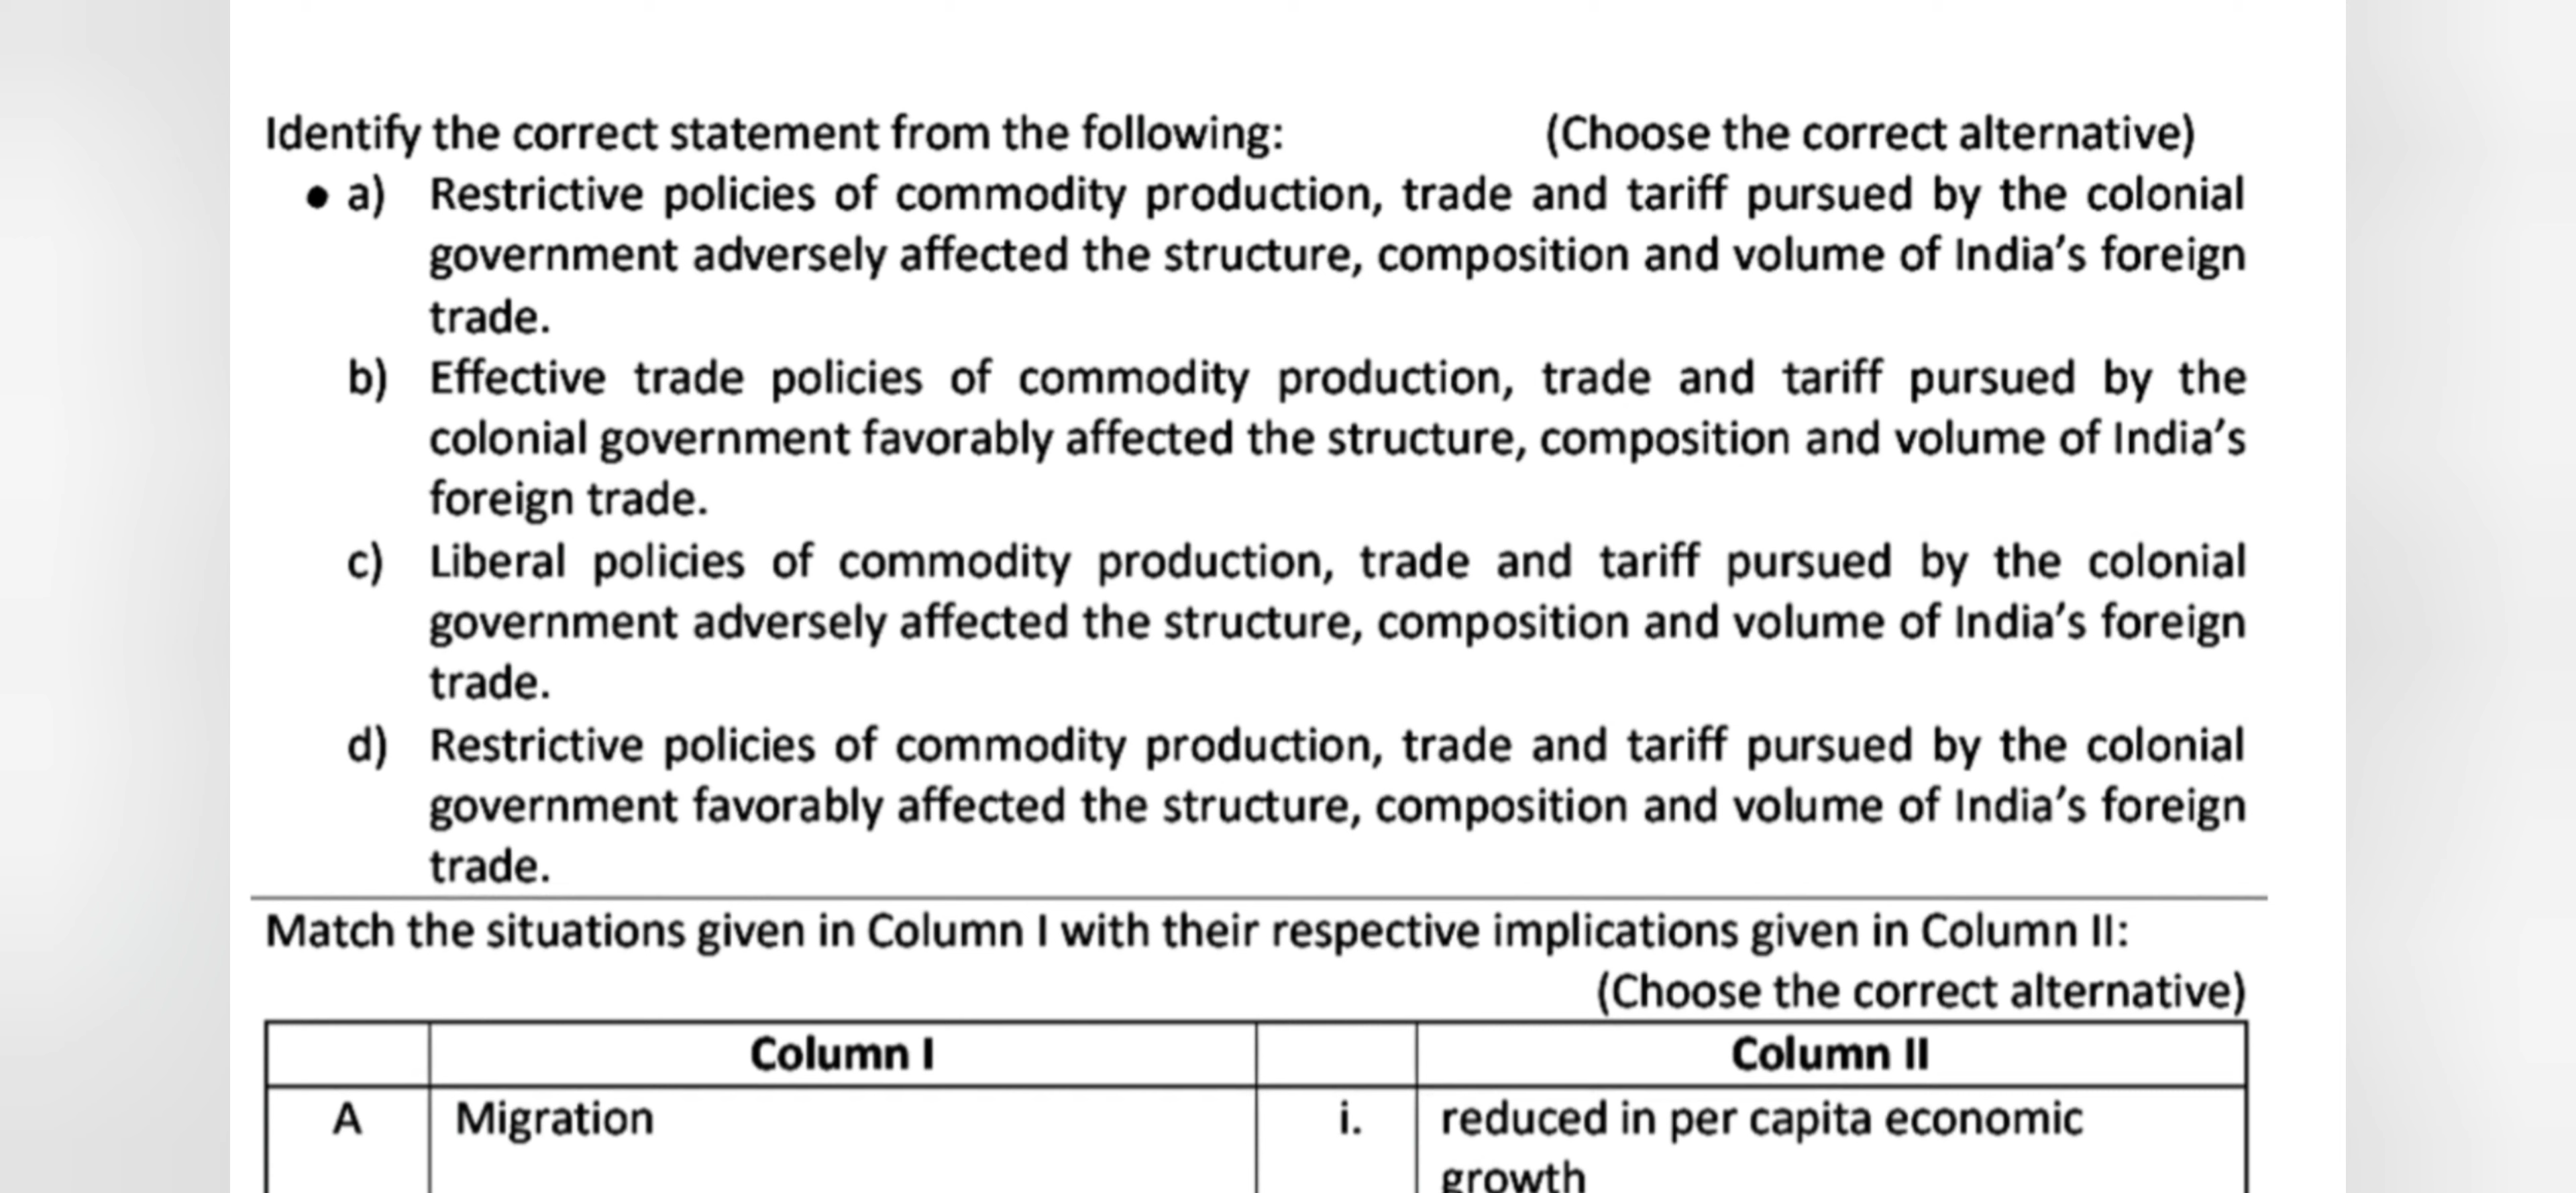 Identify the correct statement from the following: (Choose the correct alternative)
• a) Restrictive policies of commodity production, trade and tariff pursued by the colonial
government adversely affected the structure, composition and volume of India's foreign
trade.
b) Effective trade policies of commodity production, trade and tariff pursued by the
colonial government favorably affected the structure, composition and volume of India's
foreign trade.
c) Liberal policies of commodity production, trade and tariff pursued by the colonial
government adversely affected the structure, composition and volume of India's foreign
trade.
d) Restrictive policies of commodity production, trade and tariff pursued by the colonial
government favorably affected the structure, composition and volume of India's foreign
trade.
Match the situations given in Column I with their respective implications given in Column II:
(Choose the correct alternative)
Column I Column II
A Migration i. reduced in per capita economic
growth